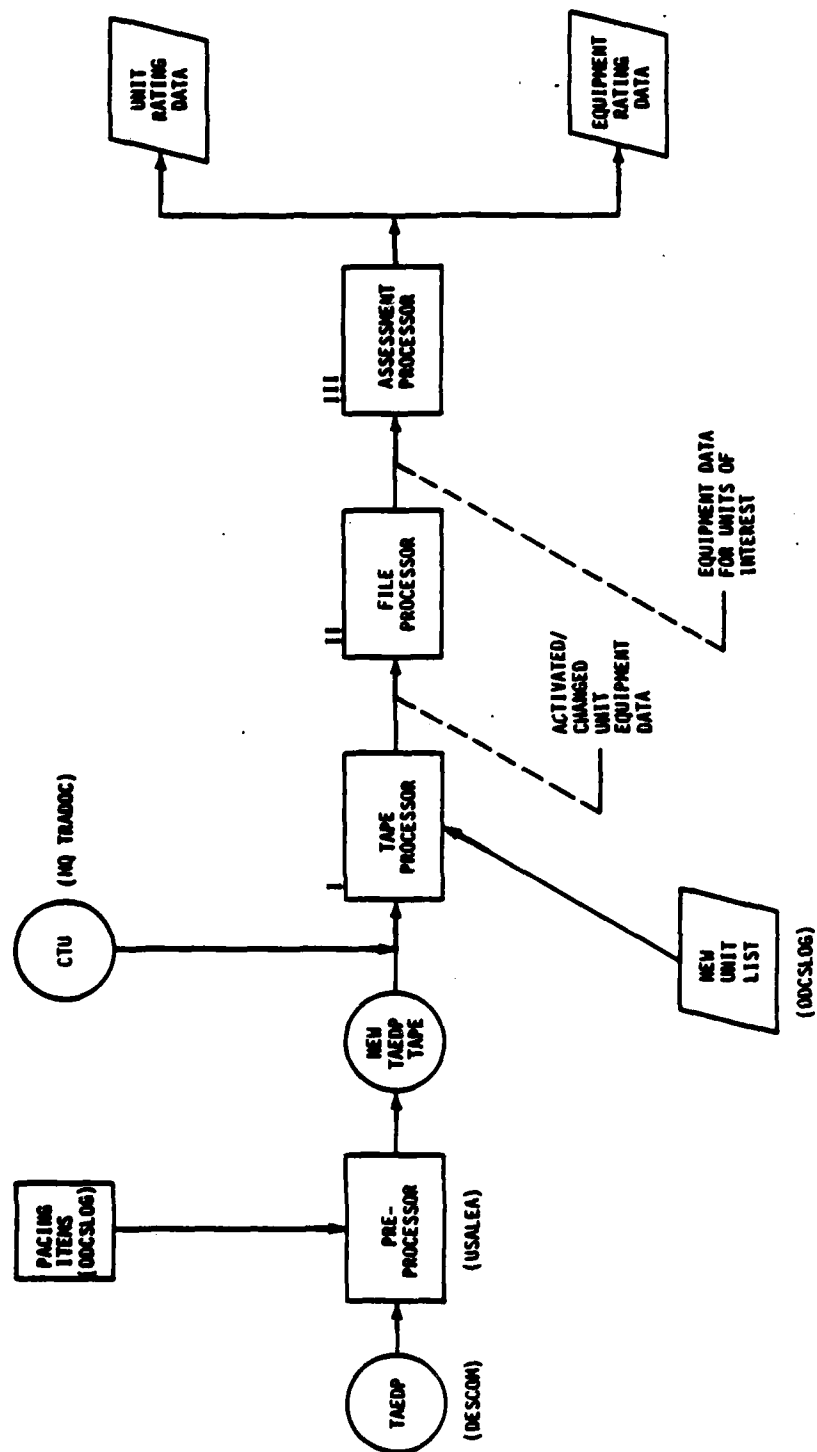 TAEDP
(DESCOM)
PACING
ITEMS
(ODCSLOG)
PRE-
PROCESSOR
(USALEA)
NEW
TAEDP
TAPE
CTU
(HQ TRADOC)
I
TAPE
PROCESSOR
NEW
UNIT
LIST
(ODCSLOG)
ACTIVATED/
CHANGED
UNIT
EQUIPMENT
DATA
II
FILE
PROCESSOR
EQUIPMENT DATA
FOR UNITS OF
INTEREST
III
ASSESSMENT
PROCESSOR
UNIT
RATING
DATA
EQUIPMENT
RATING
DATA